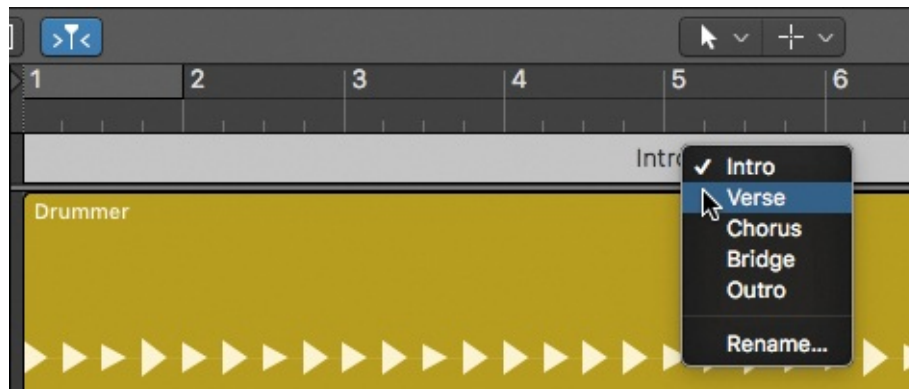 1 2 3 4 5 6
Intro
Drummer
✓ Intro
Verse
Chorus
Bridge
Outro
Rename...